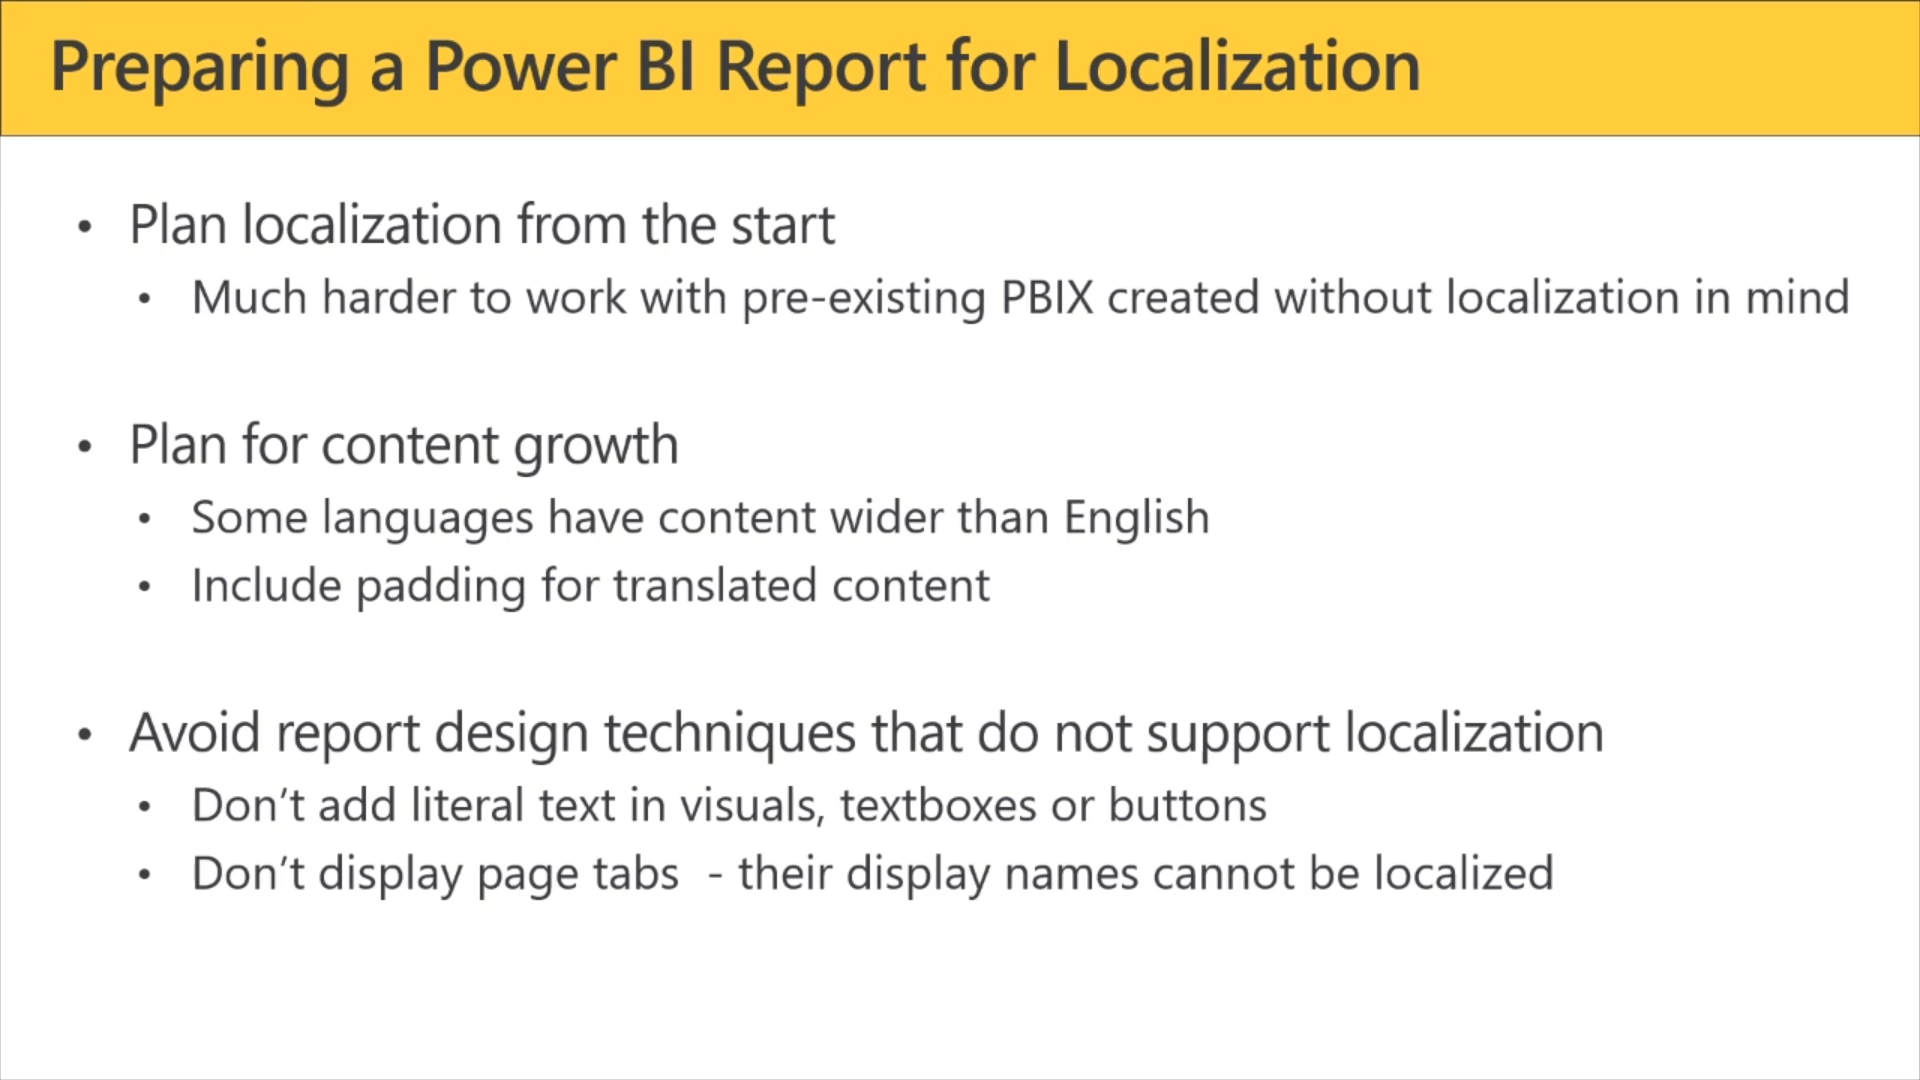 Preparing a Power BI Report for Localization
• Plan localization from the start
• Much harder to work with pre-existing PBIX created without localization in mind
• Plan for content growth
• Some languages have content wider than English
• Include padding for translated content
• Avoid report design techniques that do not support localization
• Don’t add literal text in visuals, textboxes or buttons
• Don’t display page tabs  - their display names cannot be localized